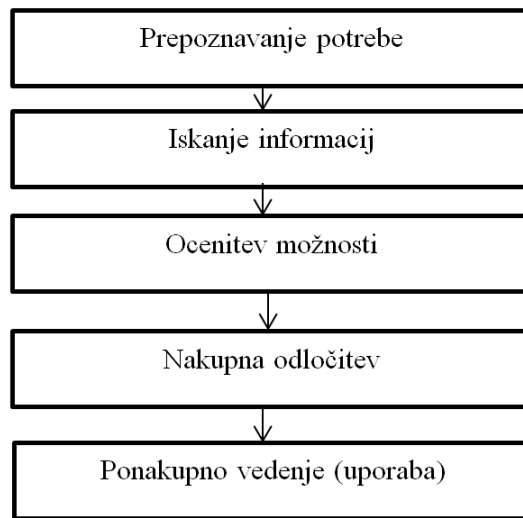 Prepoznavanje potrebe
Iskanje informacij
Ocenitev možnosti
Nakupna odločitev
Ponakupno vedenje (uporaba)